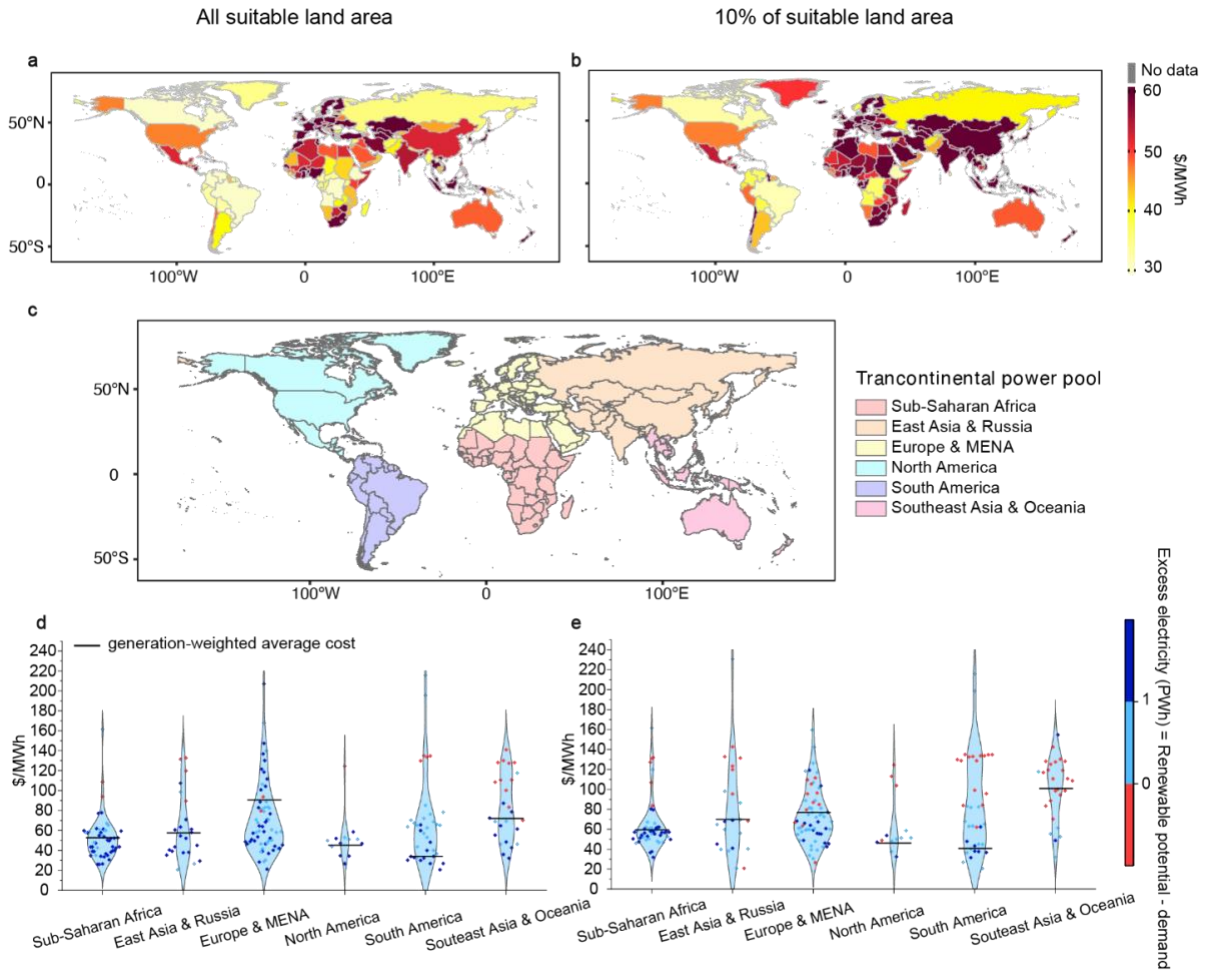 All suitable land area
10% of suitable land area
a
b
50°N
0
50°S
100°W
0
100°E
100°W
0
100°E
No data
60
50
40
30
$/MWh
c
50°N
0
50°S
100°W
0
100°E
Trancontinental power pool
Sub-Saharan Africa
East Asia & Russia
Europe & MENA
North America
South America
Southeast Asia & Oceania
d
generation-weighted average cost
240
220
200
180
160
140
120
100
80
60
40
20
0
$/MWh
Sub-Saharan Africa
East Asia & Russia
Europe & MENA
North America
South America
Souteast Asia & Oceania
e
240
220
200
180
160
140
120
100
80
60
40
20
0
$/MWh
Sub-Saharan Africa
East Asia & Russia
Europe & MENA
North America
South America
Southeast Asia & Oceania
1
0
Excess electricity (PWh) = Renewable potential - demand